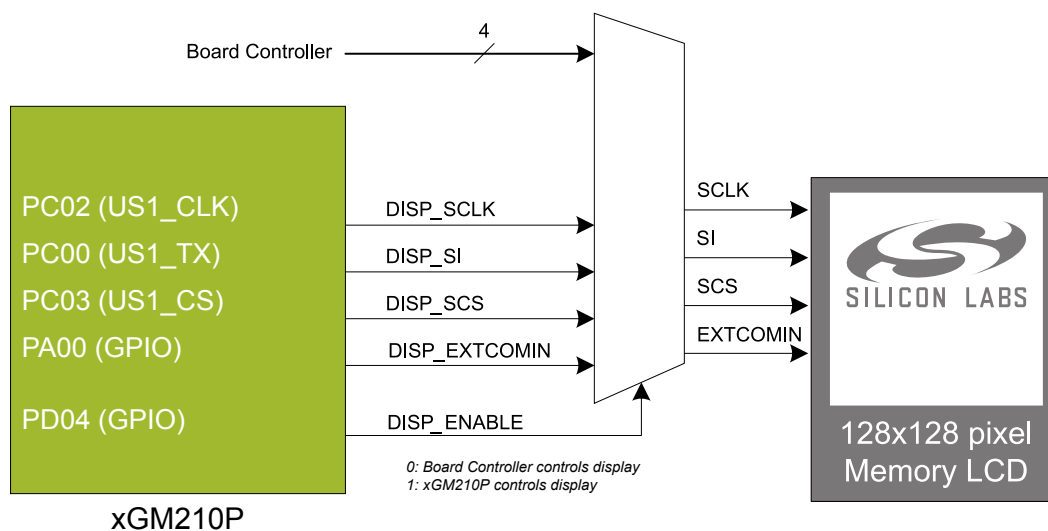 4
Board Controller
PC02 (US1_CLK)
PC00 (US1_TX)
PC03 (US1_CS)
PA00 (GPIO)
PD04 (GPIO)
xGM210P
DISP_SCLK
DISP_SI
DISP_SCS
DISP_EXTCOMIN
DISP_ENABLE
0: Board Controller controls display
1: xGM210P controls display
SCLK
SI
SCS
EXTCOMIN
SILICON LABS
128x128 pixel
Memory LCD